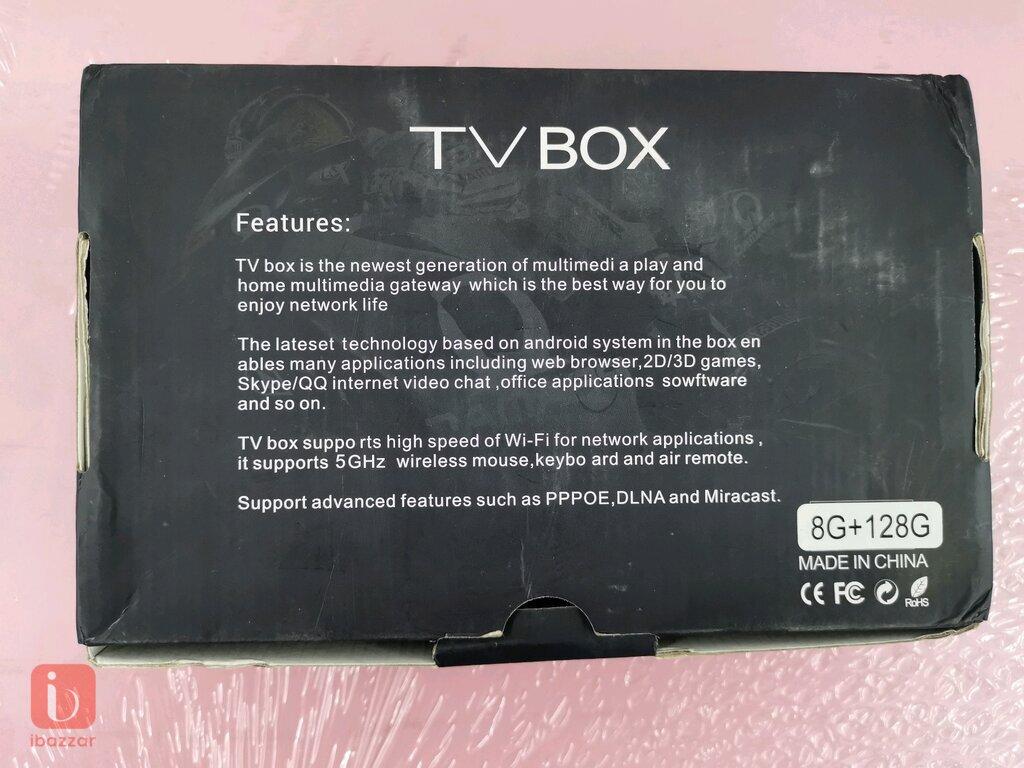 TV BOX
Features:
TV box is the newest generation of multimedi a play and
home multimedia gateway which is the best way for you to
enjoy network life
The lateset technology based on android system in the box en
ables many applications including web browser,2D/3D games,
Skype/QQ internet video chat ,office applications sowftware
and so on.
TV box suppo rts high speed of Wi-Fi for network applications ,
it supports 5GHz wireless mouse,keybo ard and air remote.
Support advanced features such as PPPOE,DLNA and Miracast.
8G+128G
MADE IN CHINA
CE FC RoHS
ibazzar